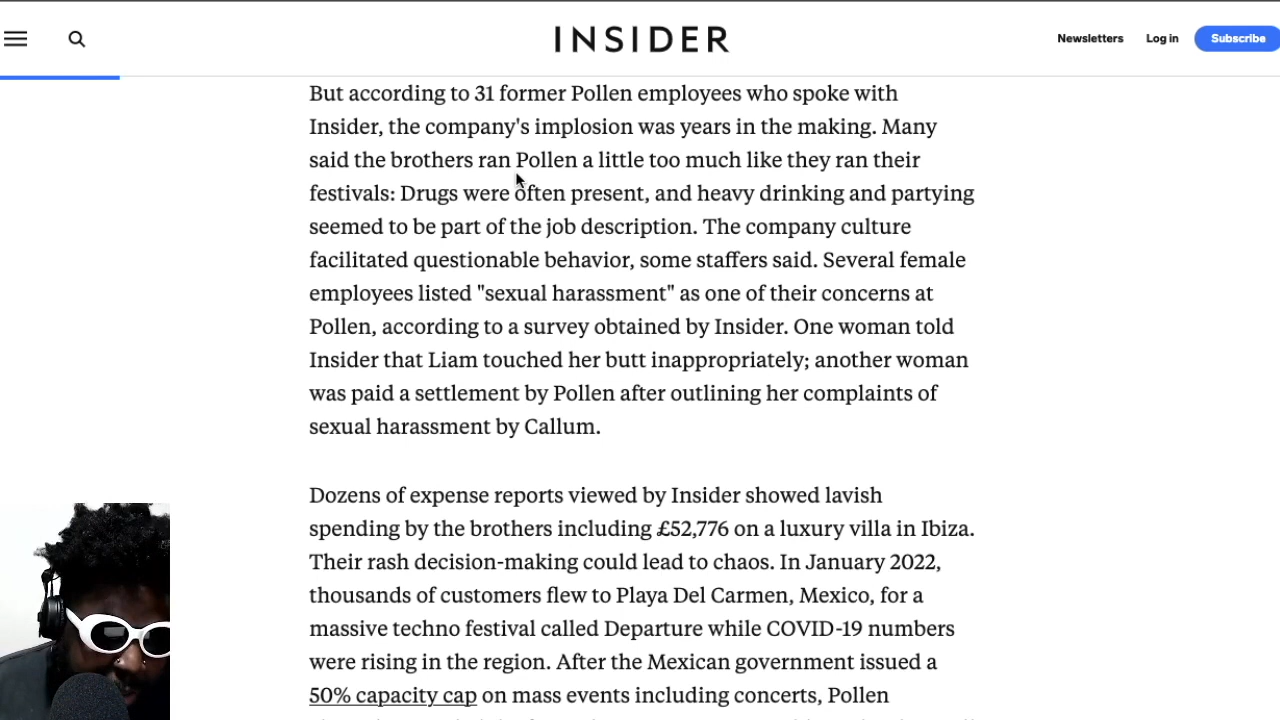 INSIDER
Newsletters
Log in
Subscribe
But according to 31 former Pollen employees who spoke with
Insider, the company's implosion was years in the making. Many
said the brothers ran Pollen a little too much like they ran their
festivals: Drugs were often present, and heavy drinking and partying
seemed to be part of the job description. The company culture
facilitated questionable behavior, some staffers said. Several female
employees listed "sexual harassment" as one of their concerns at
Pollen, according to a survey obtained by Insider. One woman told
Insider that Liam touched her butt inappropriately; another woman
was paid a settlement by Pollen after outlining her complaints of
sexual harassment by Callum.
Dozens of expense reports viewed by Insider showed lavish
spending by the brothers including £52,776 on a luxury villa in Ibiza.
Their rash decision-making could lead to chaos. In January 2022,
thousands of customers flew to Playa Del Carmen, Mexico, for a
massive techno festival called Departure while COVID-19 numbers
were rising in the region. After the Mexican government issued a
50% capacity cap on mass events including concerts, Pollen